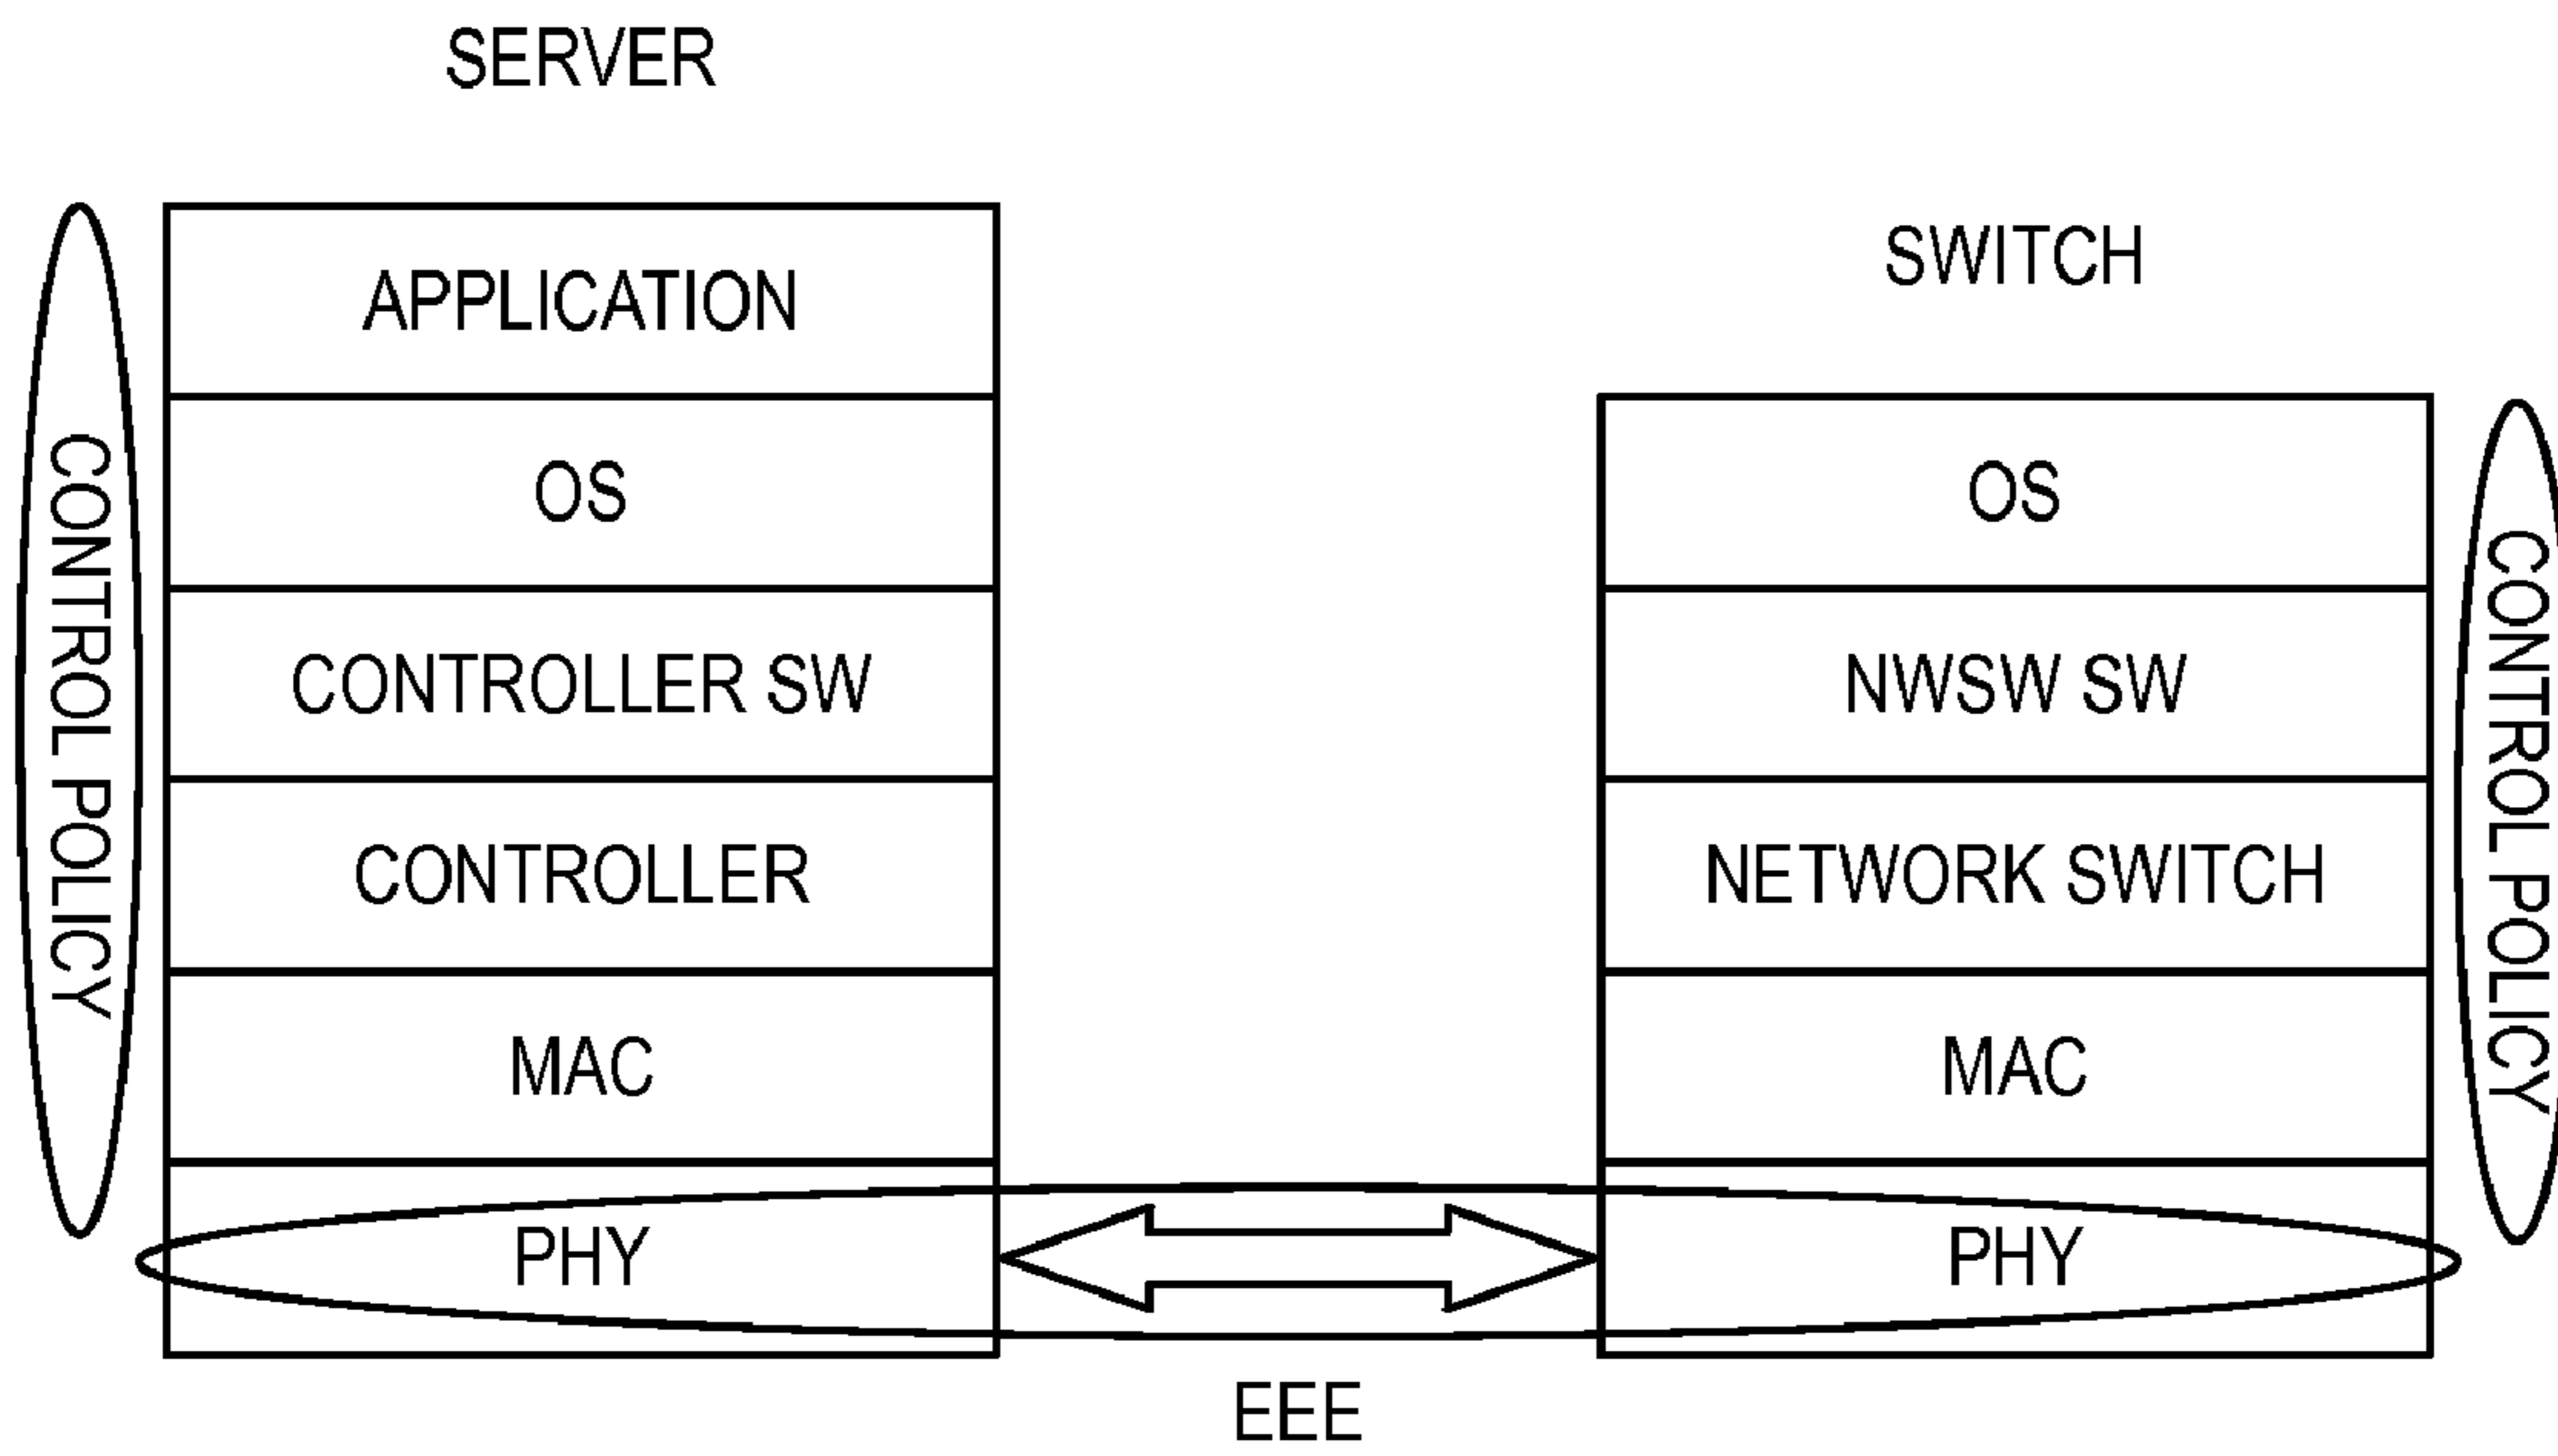 SERVER
CONTROL POLICY
APPLICATION
OS
CONTROLLER SW
CONTROLLER
MAC
PHY
SWITCH
OS
NWSW SW
NETWORK SWITCH
MAC
PHY
CONTROL POLICY
EEE